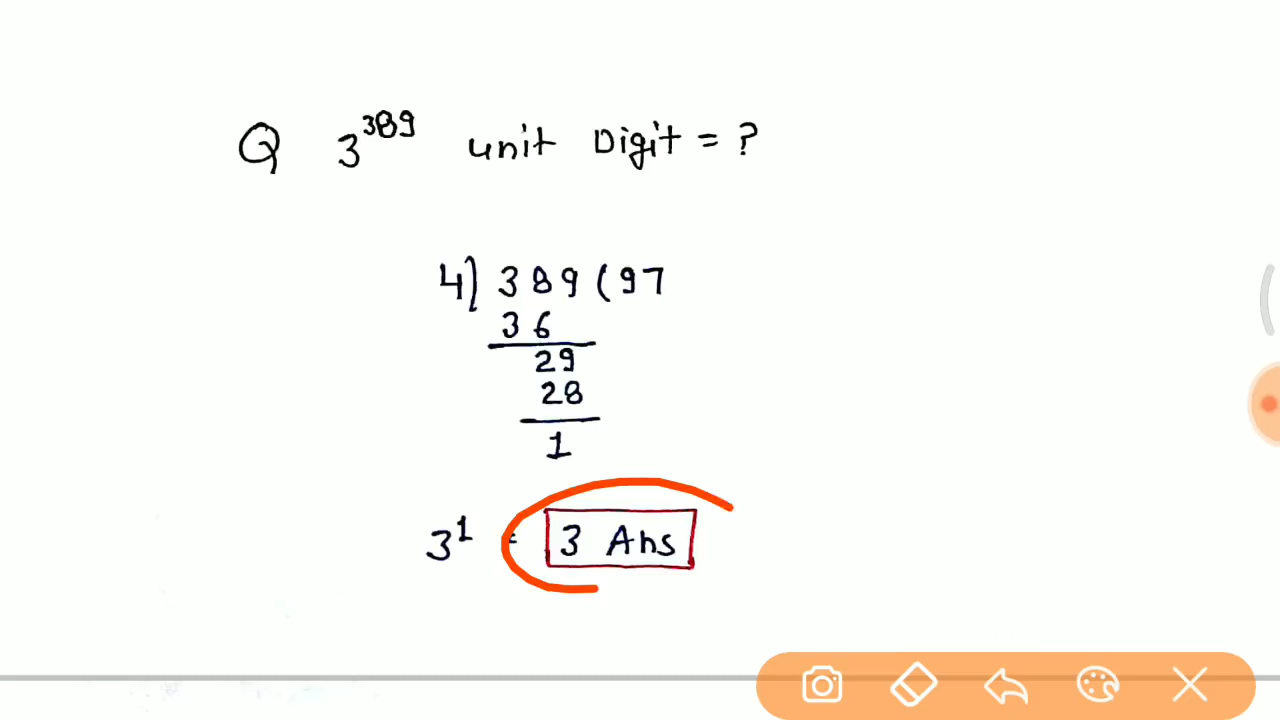 Q 3^389 unit Digit = ?
4) 389 (97
36
29
28
1
3^1 = 3 Ans